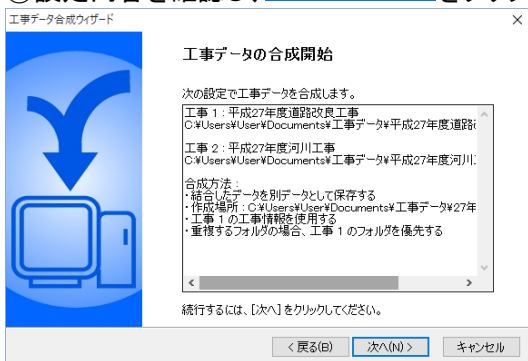 工事データ合成ウィザード
工事データの合成開始
次の設定で工事データを合成します。
工事 1 : 平成27年度道路改良工事
C:¥Users¥User¥Documents¥工事データ¥平成27年度道路
工事 2 : 平成27年度河川工事
C:¥Users¥User¥Documents¥工事データ¥平成27年度河川工
合成方法 :
・結合したデータを別データとして保存する
・作成場所 : C:¥Users¥User¥Documents¥工事データ¥27年
・工事 1 の工事情報を使用する
・重複するフォルダの場合、工事 1 のフォルダを優先する
続行するには、[次へ] をクリックしてください。
< 戻る(B)
次へ(N) >
キャンセル